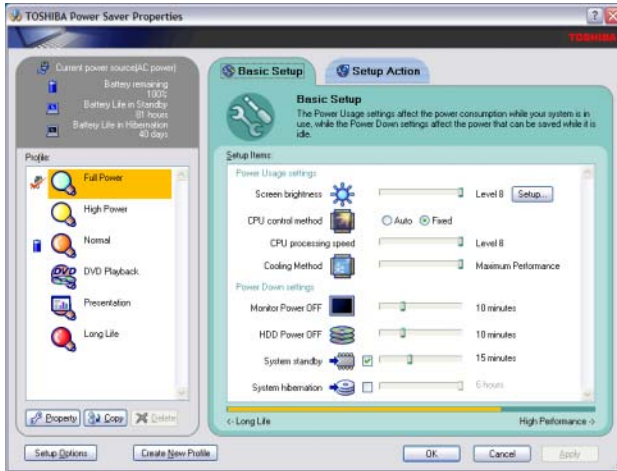 TOSHIBA Power Saver Properties
TOSHIBA
Current power source(AC power)
Battery remaining
100%
Battery Life in Standby
81 hours
Battery Life in Hibernation
40 days
Profile:
Full Power
High Power
Normal
DVD DVD Playback
Presentation
Long Life
Property Copy Delete
Setup Options Create New Profile
Basic Setup Setup Action
Basic Setup
The Power Usage settings affect the power consumption while your system is in
use, while the Power Down settings affect the power that can be saved while it is
idle.
Setup Items:
Power Usage settings
Screen brightness Level 8 Setup...
CPU control method Auto Fixed
CPU processing speed Level 8
Cooling Method Maximum Performance
Power Down settings
Monitor Power OFF 10 minutes
HDD Power OFF 10 minutes
System standby 15 minutes
System hibernation 6 hours
<- Long Life High Performance ->
OK Cancel Apply